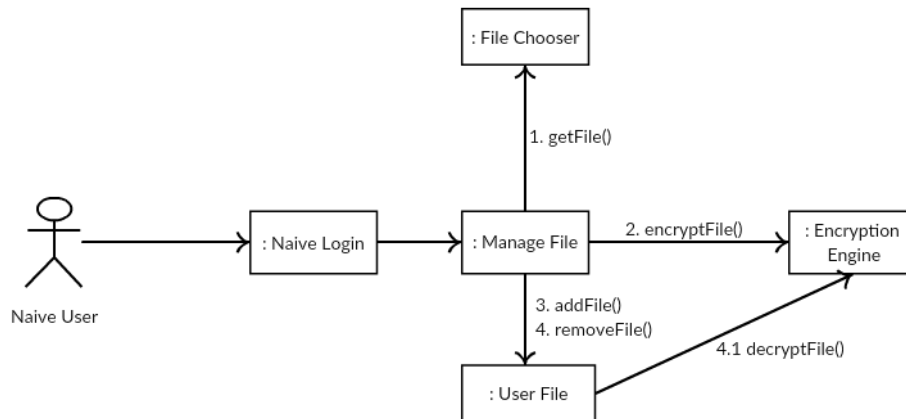 : File Chooser
1. getFile()
: Naive Login
: Manage File
2. encryptFile()
: Encryption
Engine
Naive User
3. addFile()
4. removeFile()
4.1 decryptFile()
: User File